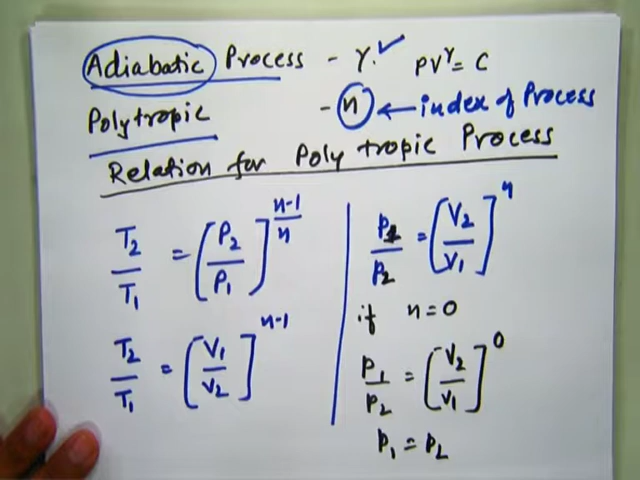 Adiabatic Process - γ. ✓ PV^γ = C
Polytropic - n ← index of Process
Relation for Poly tropic Process
T2/T1 = [P2/P1]^(n-1)/n
T2/T1 = [V1/V2]^n-1
P1/P2 = [V2/V1]^n
if n=0
P1/P2 = [V2/V1]^0
P1 = P2